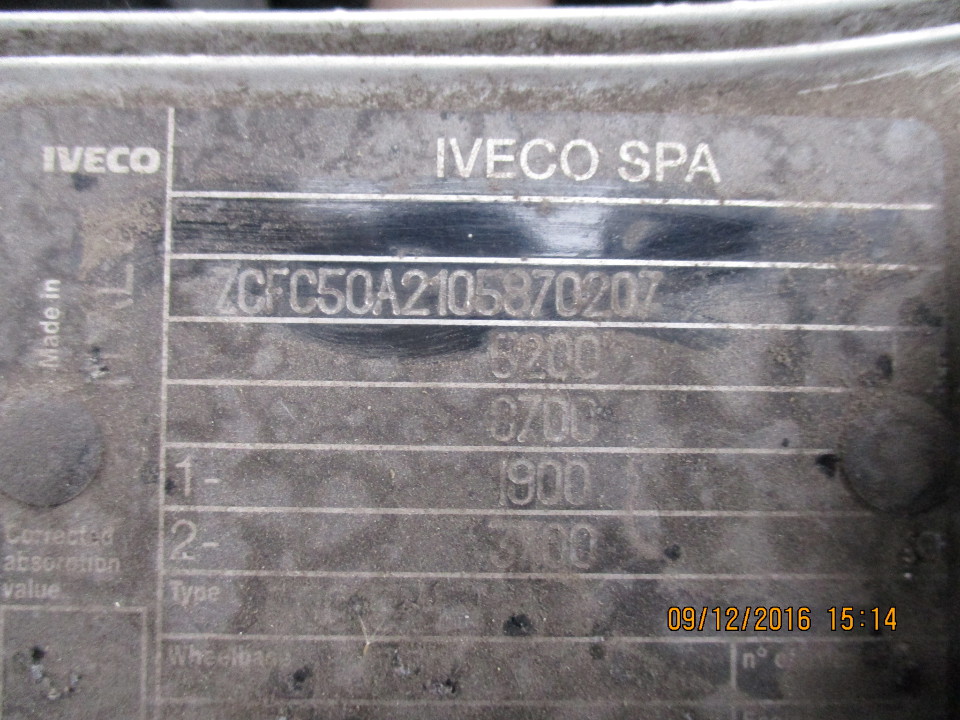 IVECO
IVECO SPA
Made in
ZCFC50A2105870207
5200
8700
1- 1900
2- 3700
Corrected
absorption
value
Type
Wheelbase
n° of
09/12/2016 15:14